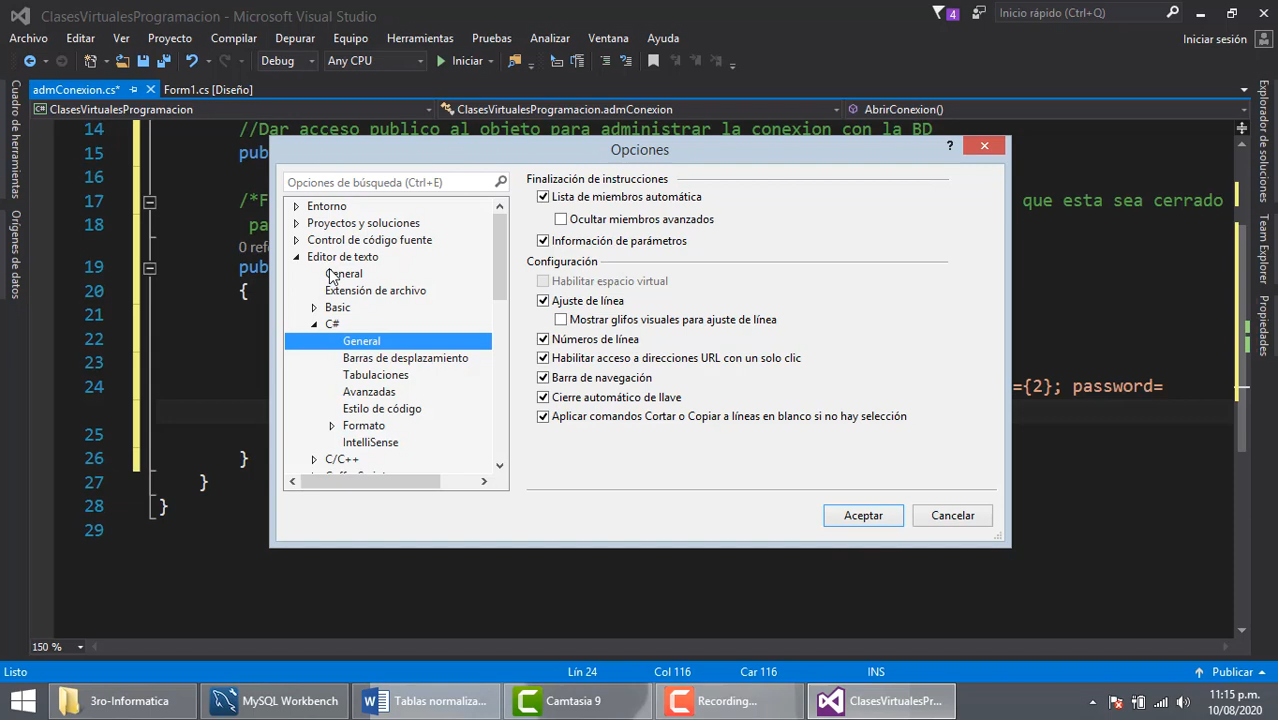 ClasesVirtualesProgramacion - Microsoft Visual Studio
4
Inicio rápido (Ctrl+Q)
Archivo Editar Ver Proyecto Compilar Depurar Equipo Herramientas Pruebas Analizar Ventana Ayuda
Iniciar sesión
Debug Any CPU Iniciar
admConexion.cs* Form1.cs [Diseño]
ClasesVirtualesProgramacion ClasesVirtualesProgramacion.admConexion AbrirConexion()
Cuadro de herramientas
Orígenes de datos
Explorador de soluciones
Propiedades
14 //Dar acceso publico al objeto para administrar la conexion con la BD
15 pub
16
17 /*F que esta sea cerrado
18 pa
0 ref
19 pub
20 {
21
22
23
24 ={2}; password=
25
26 }
27 }
28 }
29
Opciones
?
Opciones de búsqueda (Ctrl+E)
Entorno
Proyectos y soluciones
Control de código fuente
Editor de texto
General
Extensión de archivo
Basic
C#
General
Barras de desplazamiento
Tabulaciones
Avanzadas
Estilo de código
Formato
IntelliSense
C/C++
Finalización de instrucciones
Lista de miembros automática
Ocultar miembros avanzados
Información de parámetros
Configuración
Habilitar espacio virtual
Ajuste de línea
Mostrar glifos visuales para ajuste de línea
Números de línea
Habilitar acceso a direcciones URL con un solo clic
Barra de navegación
Cierre automático de llave
Aplicar comandos Cortar o Copiar a líneas en blanco si no hay selección
Aceptar Cancelar
150 %
Listo Lín 24 Col 116 Car 116 INS Publicar
3ro-Informatica MySQL Workbench Tablas normaliza... Camtasia 9 Recording... ClasesVirtualesPr...
11:15 p.m.
10/08/2020